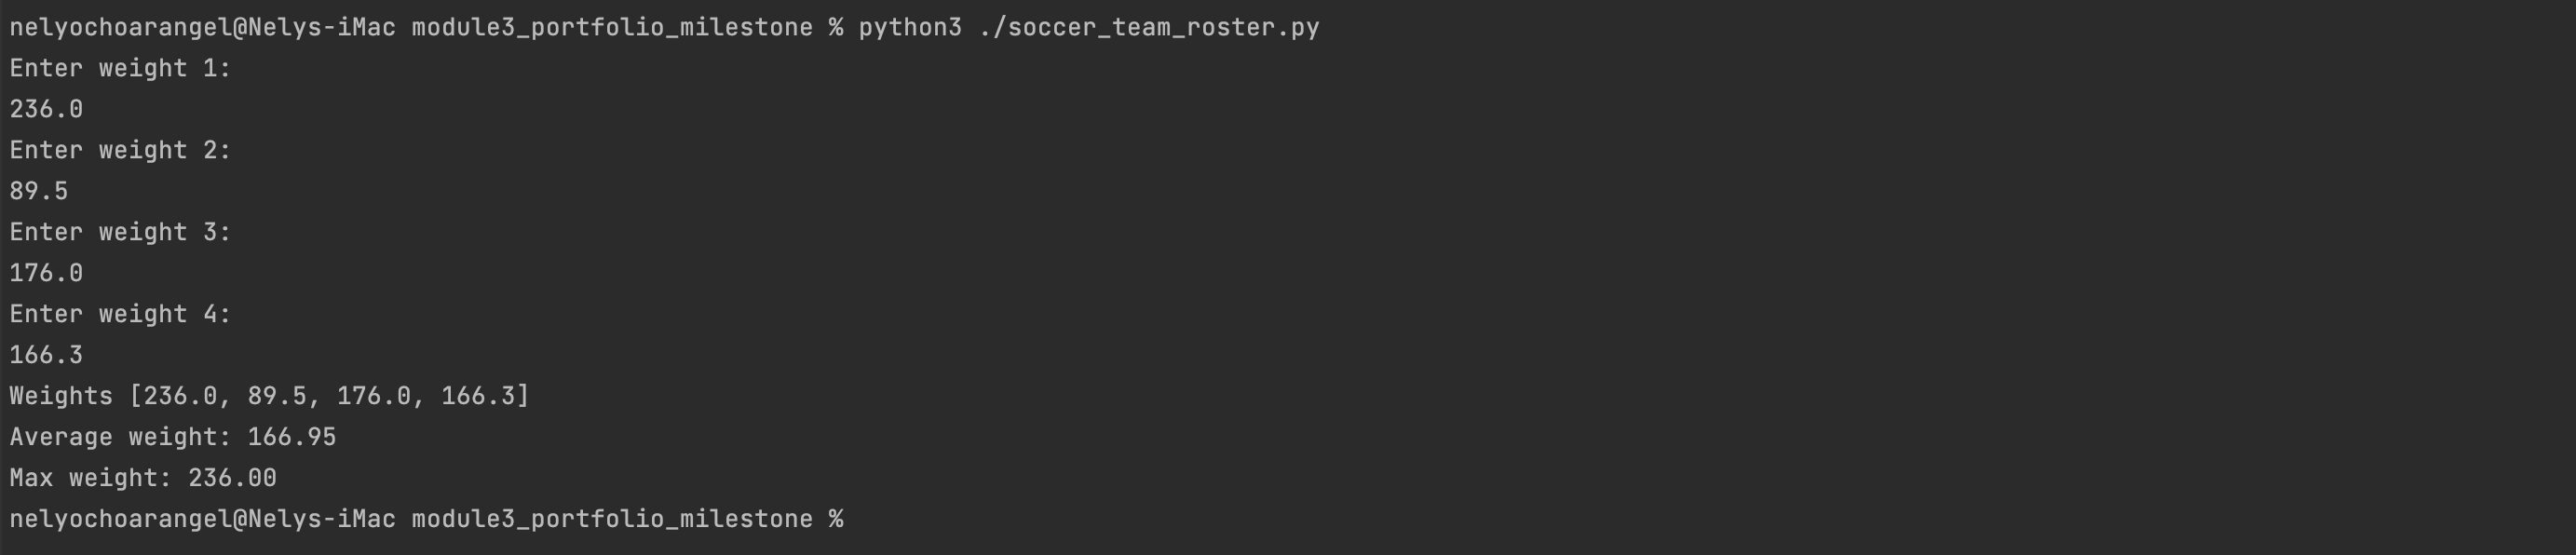 nelyochoarangel@Nelys-iMac module3_portfolio_milestone % python3 ./soccer_team_roster.py
Enter weight 1:
236.0
Enter weight 2:
89.5
Enter weight 3:
176.0
Enter weight 4:
166.3
Weights [236.0, 89.5, 176.0, 166.3]
Average weight: 166.95
Max weight: 236.00
nelyochoarangel@Nelys-iMac module3_portfolio_milestone %